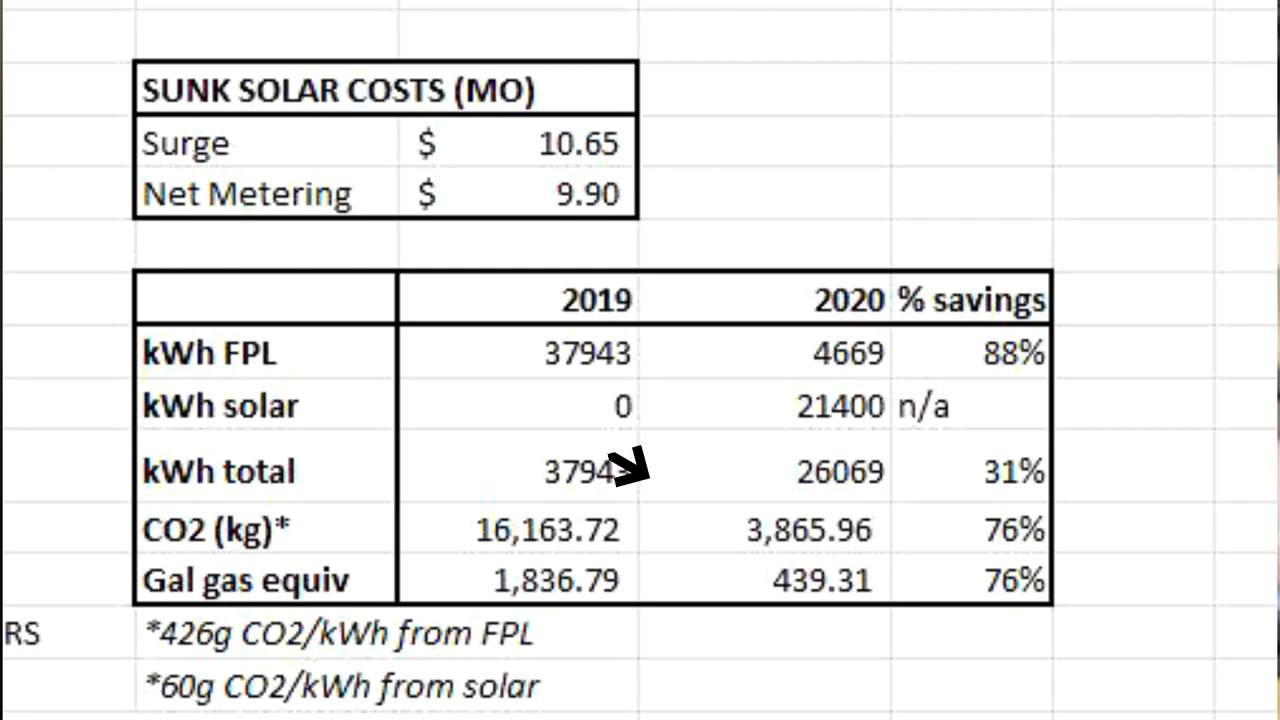 SUNK SOLAR COSTS (MO)
Surge $ 10.65
Net Metering $ 9.90
2019 2020 % savings
kWh FPL 37943 4669 88%
kWh solar 0 21400 n/a
kWh total 37943 26069 31%
CO2 (kg)* 16,163.72 3,865.96 76%
Gal gas equiv 1,836.79 439.31 76%
RS *426g CO2/kWh from FPL
*60g CO2/kWh from solar